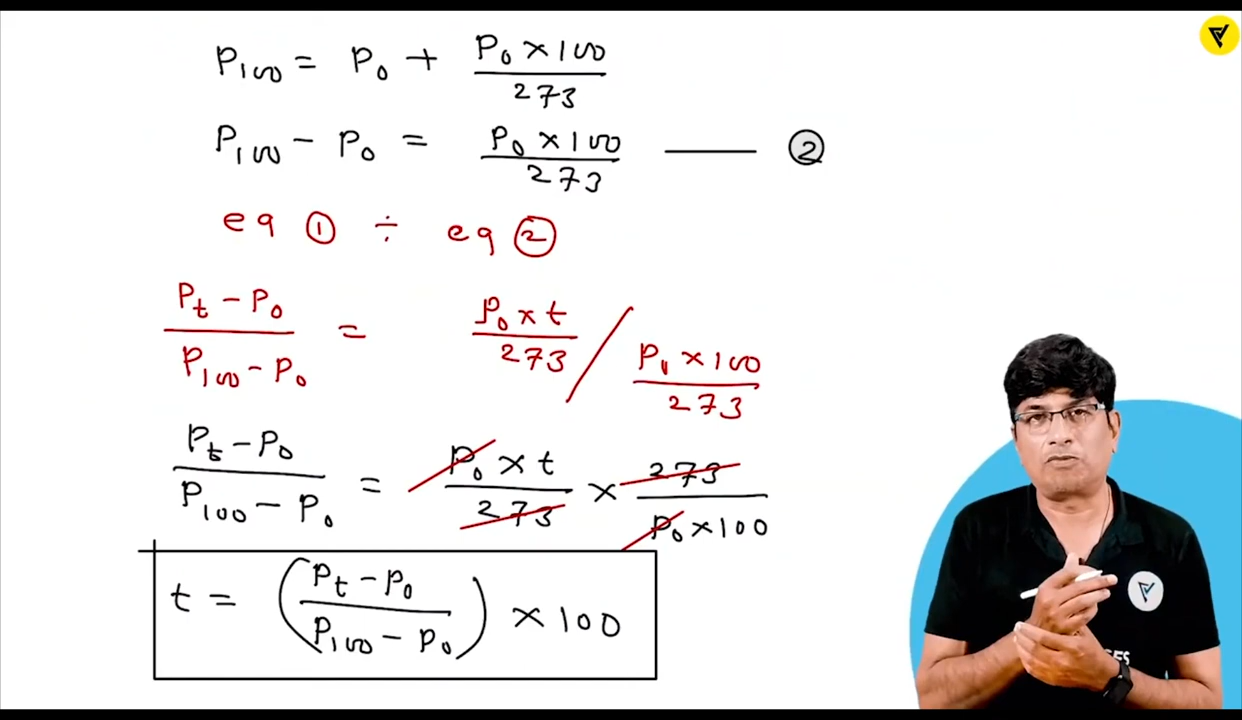 P₁₀₀ = P₀ + P₀ × 100 / 273
P₁₀₀ − P₀ = P₀ × 100 / 273 —— ②
eq ① ÷ eq ②
Pt − P₀ / P₁₀₀ − P₀ = P₀ × t / 273 / P₀ × 100 / 273
Pt − P₀ / P₁₀₀ − P₀ = P₀ × t / 273 × 273 / P₀ × 100
t = (Pt − P₀ / P₁₀₀ − P₀) × 100